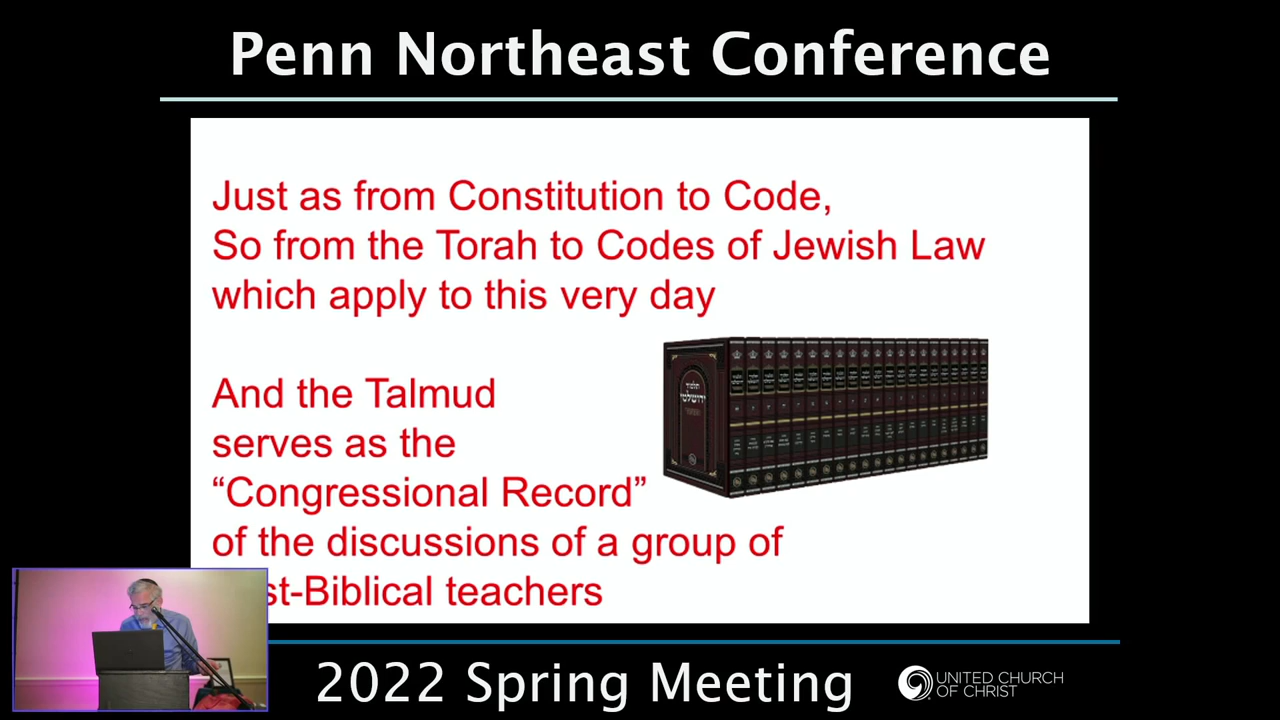 Penn Northeast Conference
Just as from Constitution to Code,
So from the Torah to Codes of Jewish Law
which apply to this very day
And the Talmud
serves as the
“Congressional Record”
of the discussions of a group of
st-Biblical teachers
תלמוד
ירושלמי
2022 Spring Meeting
UNITED CHURCH
OF CHRIST